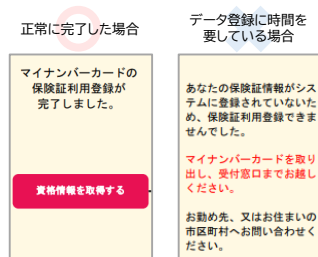 正常に完了した場合
マイナンバーカードの
保険証利用登録が
完了しました。
資格情報を取得する
データ登録に時間を
要している場合
あなたの保険証情報がシス
テムに登録されていないた
め、保険証利用登録できま
せんでした。
マイナンバーカードを取り
出し、受付窓口までお越し
ください。
お勤め先、又はお住まいの
市区町村へお問い合わせく
ださい。